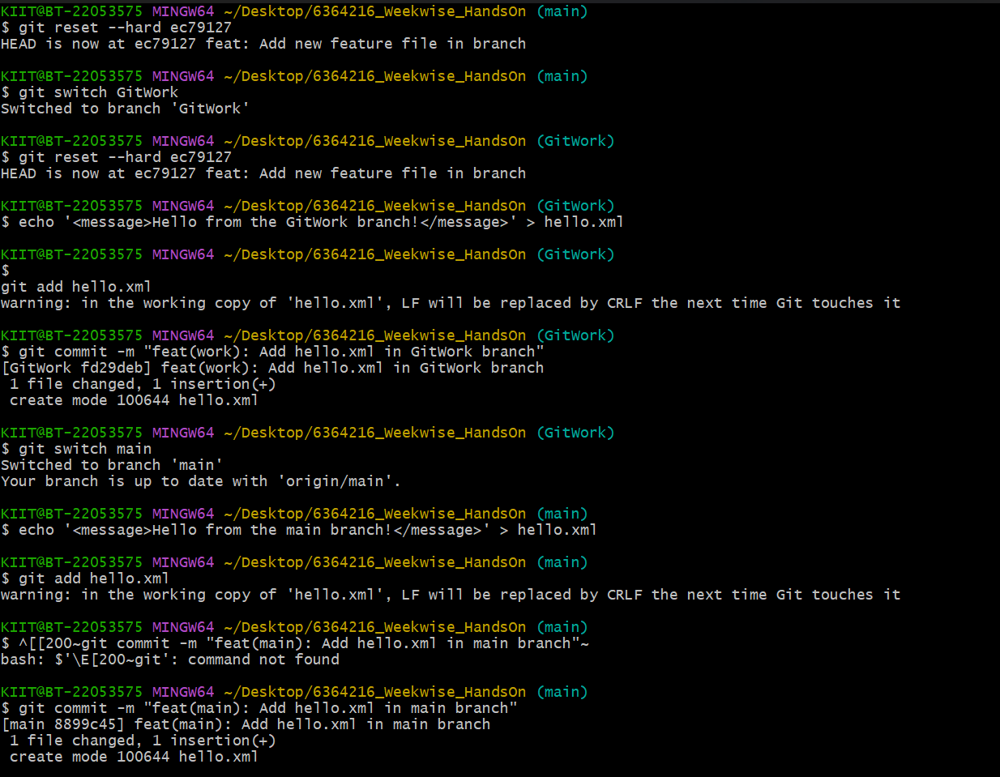 KIIT@BT-22053575 MINGW64 ~/Desktop/6364216_Weekwise_HandsOn (main)
$ git reset --hard ec79127
HEAD is now at ec79127 feat: Add new feature file in branch

KIIT@BT-22053575 MINGW64 ~/Desktop/6364216_Weekwise_HandsOn (main)
$ git switch GitWork
Switched to branch 'GitWork'

KIIT@BT-22053575 MINGW64 ~/Desktop/6364216_Weekwise_HandsOn (GitWork)
$ git reset --hard ec79127
HEAD is now at ec79127 feat: Add new feature file in branch

KIIT@BT-22053575 MINGW64 ~/Desktop/6364216_Weekwise_HandsOn (GitWork)
$ echo '<message>Hello from the GitWork branch!</message>' > hello.xml

KIIT@BT-22053575 MINGW64 ~/Desktop/6364216_Weekwise_HandsOn (GitWork)
$
git add hello.xml
warning: in the working copy of 'hello.xml', LF will be replaced by CRLF the next time Git touches it

KIIT@BT-22053575 MINGW64 ~/Desktop/6364216_Weekwise_HandsOn (GitWork)
$ git commit -m "feat(work): Add hello.xml in GitWork branch"
[GitWork fd29deb] feat(work): Add hello.xml in GitWork branch
 1 file changed, 1 insertion(+)
 create mode 100644 hello.xml

KIIT@BT-22053575 MINGW64 ~/Desktop/6364216_Weekwise_HandsOn (GitWork)
$ git switch main
Switched to branch 'main'
Your branch is up to date with 'origin/main'.

KIIT@BT-22053575 MINGW64 ~/Desktop/6364216_Weekwise_HandsOn (main)
$ echo '<message>Hello from the main branch!</message>' > hello.xml

KIIT@BT-22053575 MINGW64 ~/Desktop/6364216_Weekwise_HandsOn (main)
$ git add hello.xml
warning: in the working copy of 'hello.xml', LF will be replaced by CRLF the next time Git touches it

KIIT@BT-22053575 MINGW64 ~/Desktop/6364216_Weekwise_HandsOn (main)
$ ^[[200~git commit -m "feat(main): Add hello.xml in main branch"~
bash: $'\E[200~git': command not found

KIIT@BT-22053575 MINGW64 ~/Desktop/6364216_Weekwise_HandsOn (main)
$ git commit -m "feat(main): Add hello.xml in main branch"
[main 8899c45] feat(main): Add hello.xml in main branch
 1 file changed, 1 insertion(+)
 create mode 100644 hello.xml